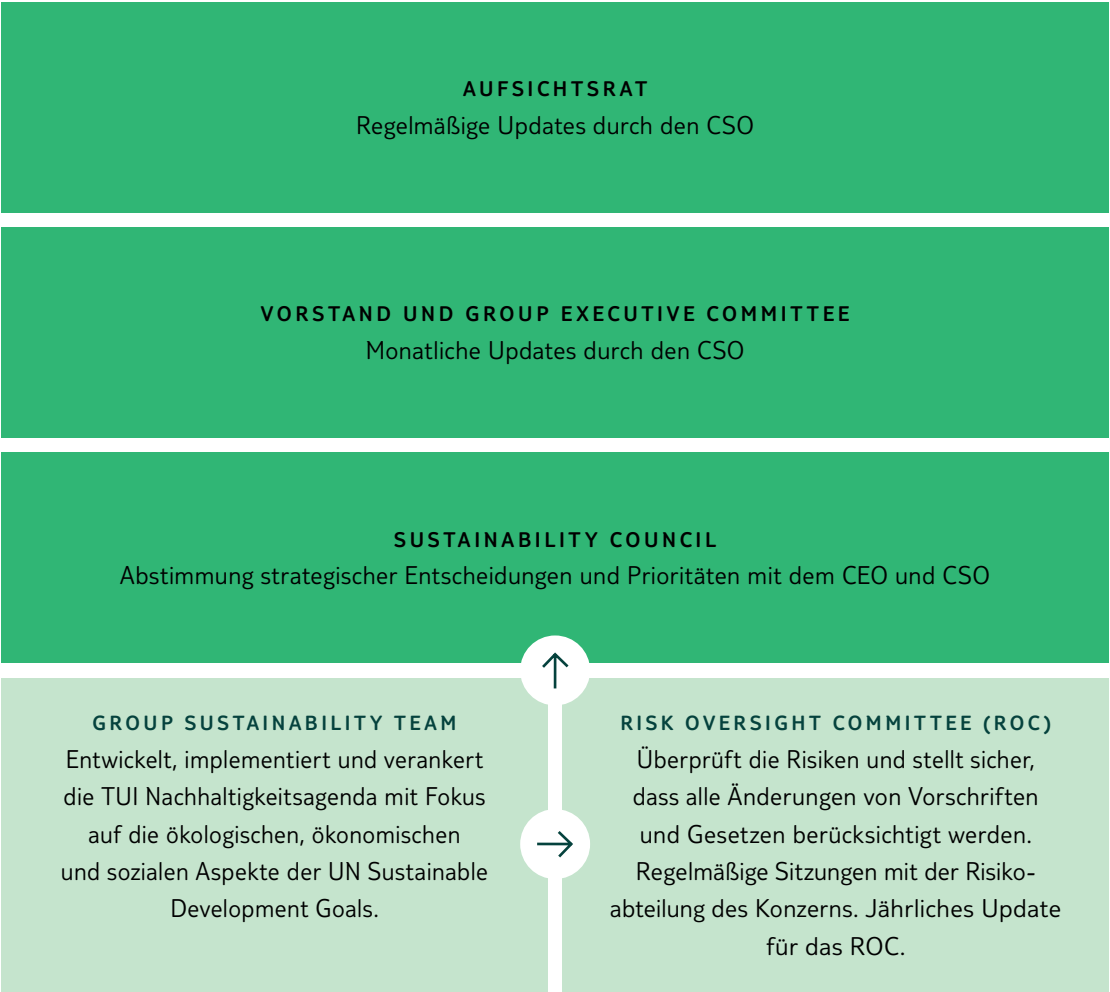 AUFSICHTSRAT
Regelmäßige Updates durch den CSO
VORSTAND UND GROUP EXECUTIVE COMMITTEE
Monatliche Updates durch den CSO
SUSTAINABILITY COUNCIL
Abstimmung strategischer Entscheidungen und Prioritäten mit dem CEO und CSO
GROUP SUSTAINABILITY TEAM
Entwickelt, implementiert und verankert
die TUI Nachhaltigkeitsagenda mit Fokus
auf die ökologischen, ökonomischen
und sozialen Aspekte der UN Sustainable
Development Goals.
RISK OVERSIGHT COMMITTEE (ROC)
Überprüft die Risiken und stellt sicher,
dass alle Änderungen von Vorschriften
und Gesetzen berücksichtigt werden.
Regelmäßige Sitzungen mit der Risiko-
abteilung des Konzerns. Jährliches Update
für das ROC.